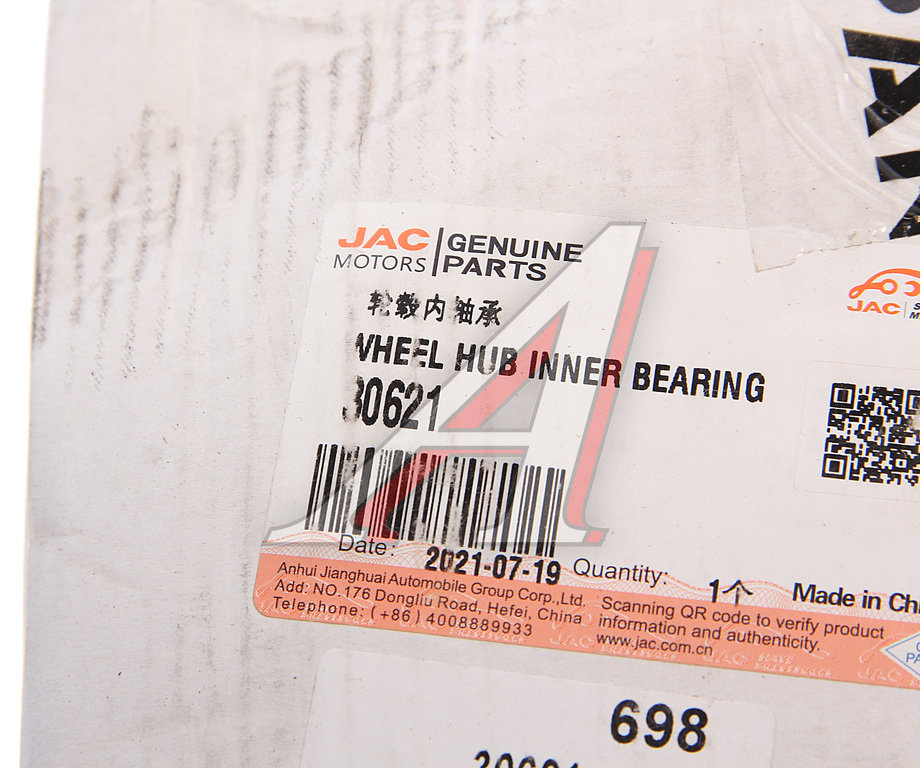 JAC MOTORS GENUINE PARTS
轮毂内轴承
WHEEL HUB INNER BEARING
30621
JAC
Date: 2021-07-19 Quantity: 1个 Made in
Anhui Jianghuai Automobile Group Corp.,Ltd.
Add: NO.176 Dongliu Road, Hefei, China
Telephone: (+86)4008889933
Scanning QR code to verify product
information and authenticity.
www.jac.com.cn
698